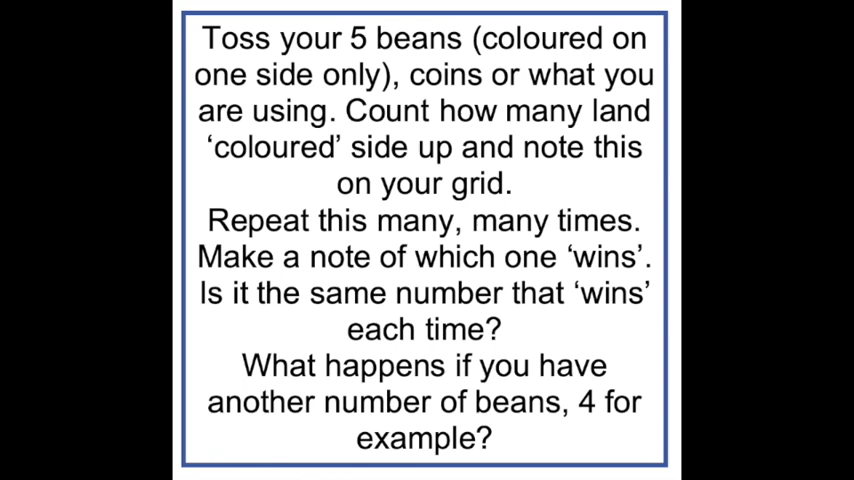 Toss your 5 beans (coloured on
one side only), coins or what you
are using. Count how many land
‘coloured’ side up and note this
on your grid.
Repeat this many, many times.
Make a note of which one ‘wins’.
Is it the same number that ‘wins’
each time?
What happens if you have
another number of beans, 4 for
example?